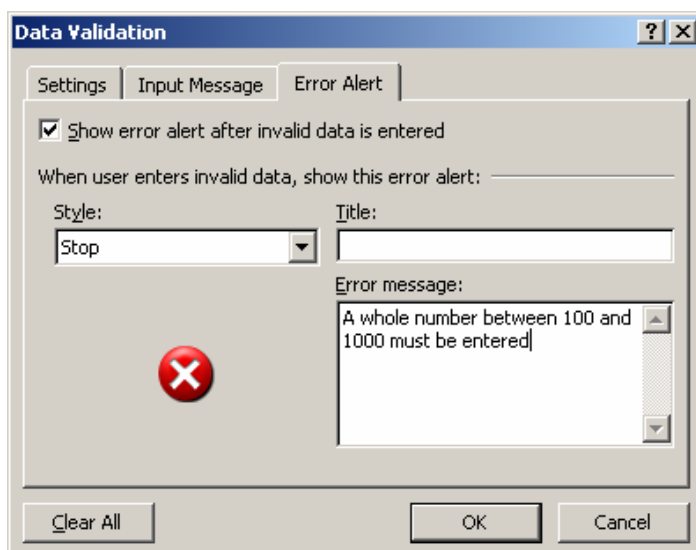 Data Validation
Settings
Input Message
Error Alert
Show error alert after invalid data is entered
When user enters invalid data, show this error alert:
Style:
Title:
Stop
Error message:
A whole number between 100 and
1000 must be entered
Clear All
OK
Cancel